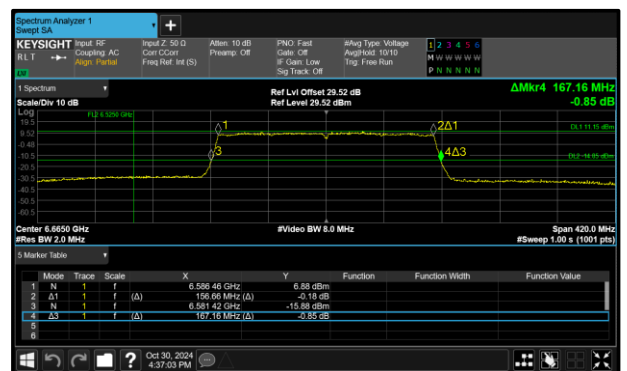 Spectrum Analyzer 1
Swept SA
+
KEYSIGHT Input: RF Input Z: 50 Ω Atten: 10 dB PNO: Fast #Avg Type: Voltage 1 2 3 4 5 6
RLT Coupling: AC Corr CCorr Preamp: Off Gate: Off Avg|Hold: 10/10 M W W W W W
Align: Partial Freq Ref: Int (S) IF Gain: Low Trig: Free Run
Sig Track: Off P N N N N N
1 Spectrum Ref Lvl Offset 29.52 dB ΔMkr4 167.16 MHz
Scale/Div 10 dB Ref Level 29.52 dBm -0.85 dB
Log
19.5
9.52
-0.48
-10.5
-20.5
-30.5
-40.5
-50.5
-60.5
1
2Δ1
DL1 11.15 dBm
3
4Δ3
Center 6.6650 GHz #Video BW 8.0 MHz Span 420.0 MHz
#Res BW 2.0 MHz #Sweep 1.00 s (1001 pts)
5 Marker Table
Mode Trace Scale X Y Function Function Width Function Value
1 N 1 f 6.586 46 GHz 6.88 dBm
2 Δ1 1 f (Δ) 156.66 MHz (Δ) -0.18 dB
3 N 1 f 6.581 42 GHz -15.88 dBm
4 Δ3 1 f (Δ) 167.16 MHz (Δ) -0.85 dB
5
6
? Oct 30, 2024
4:37:03 PM